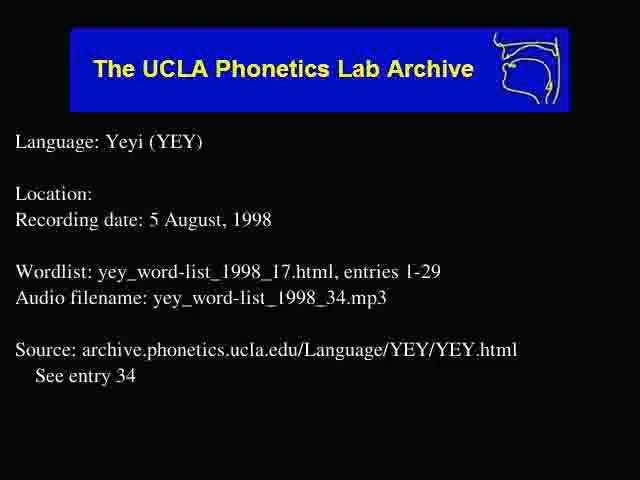 The UCLA Phonetics Lab Archive
Language: Yeyi (YEY)
Location:
Recording date: 5 August, 1998
Wordlist: yey_word-list_1998_17.html, entries 1-29
Audio filename: yey_word-list_1998_34.mp3
Source: archive.phonetics.ucla.edu/Language/YEY/YEY.html
See entry 34